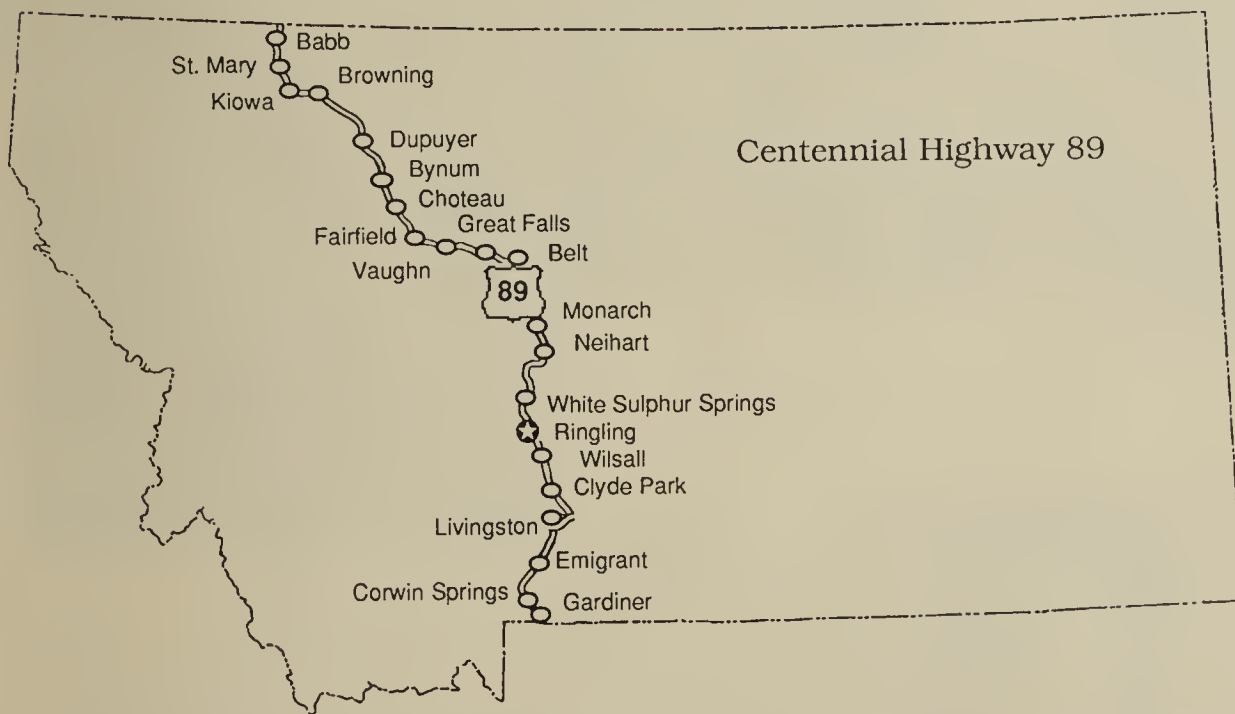 Babb
St. Mary
Browning
Kiowa
Centennial Highway 89
Dupuyer
Bynum
Choteau
Great Falls
Fairfield
Belt
Vaughn
89
Monarch
Neihart
White Sulphur Springs
Ringling
Wilsall
Clyde Park
Livingston
Emigrant
Corwin Springs
Gardiner